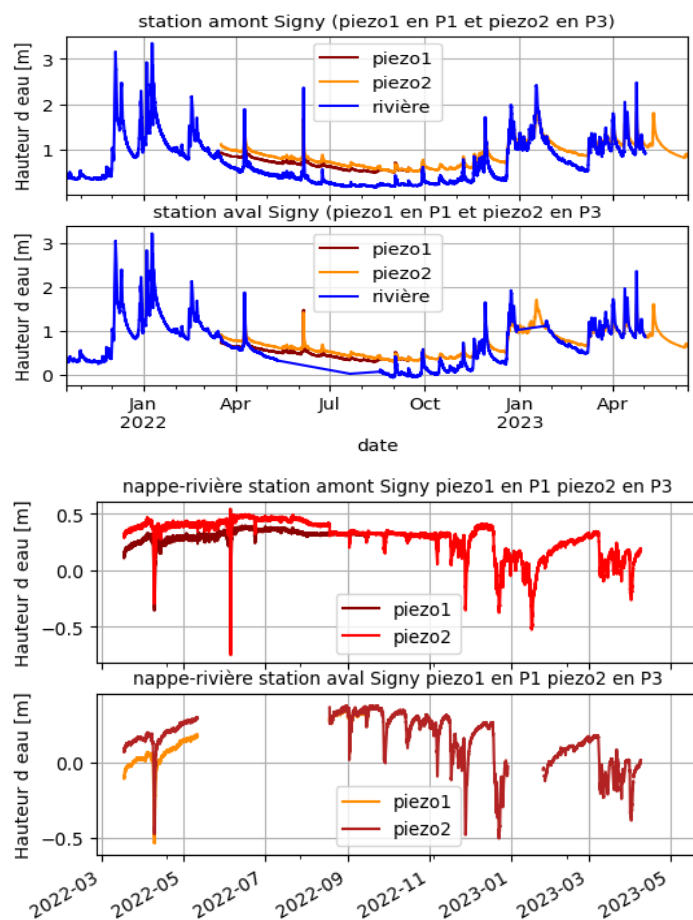 station amont Signy (piezo1 en P1 et piezo2 en P3)
Hauteur d eau [m]
3
2
1
piezo1
piezo2
rivière
station aval Signy (piezo1 en P1 et piezo2 en P3
Hauteur d eau [m]
3
2
1
0
piezo1
piezo2
rivière
Jan Apr Jul Oct Jan Apr
2022 2023
date
nappe-rivière station amont Signy piezo1 en P1 piezo2 en P3
Hauteur d eau [m]
0.5
0.0
−0.5
piezo1
piezo2
nappe-rivière station aval Signy piezo1 en P1 piezo2 en P3
Hauteur d eau [m]
0.0
−0.5
piezo1
piezo2
2022-03 2022-05 2022-07 2022-09 2022-11 2023-01 2023-03 2023-05